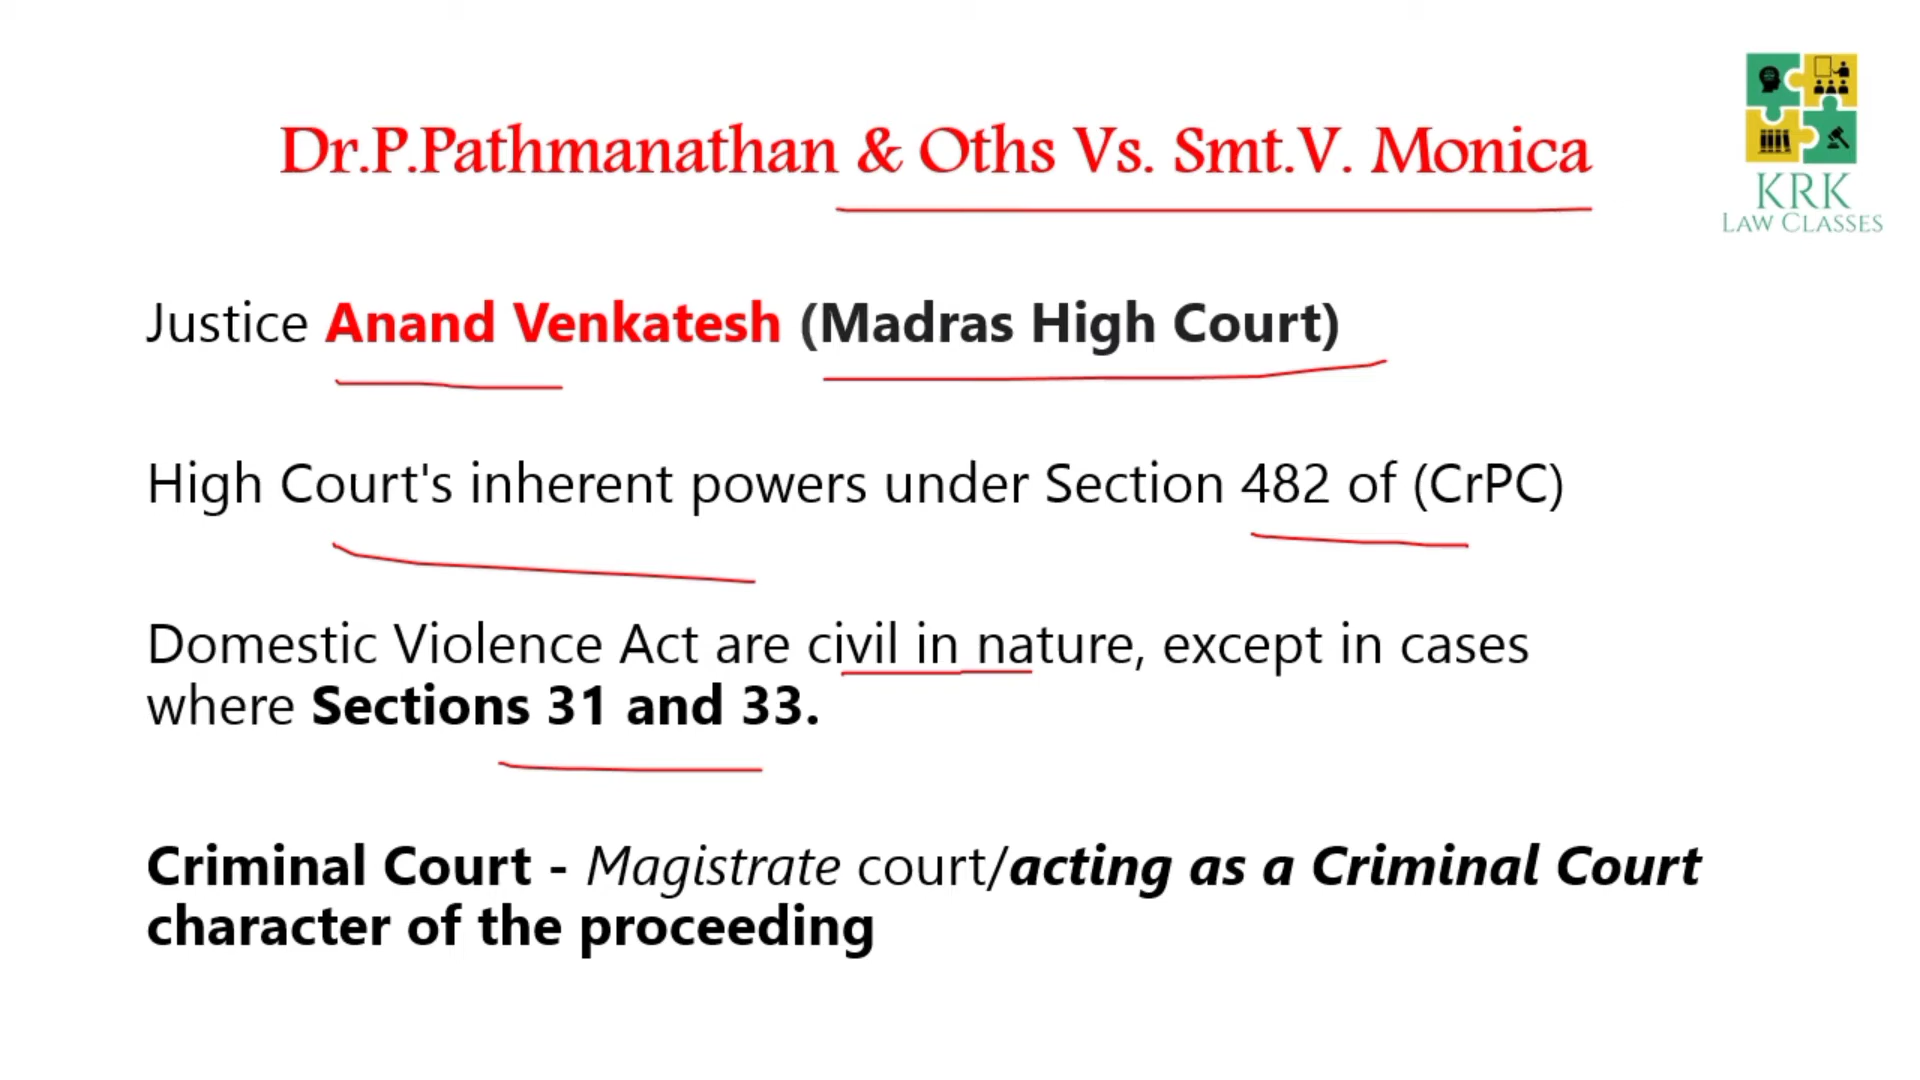 Dr.P.Pathmanathan & Oths Vs. Smt.V. Monica
KRK
LAW CLASSES
Justice Anand Venkatesh (Madras High Court)
High Court's inherent powers under Section 482 of (CrPC)
Domestic Violence Act are civil in nature, except in cases
where Sections 31 and 33.
Criminal Court - Magistrate court/acting as a Criminal Court
character of the proceeding